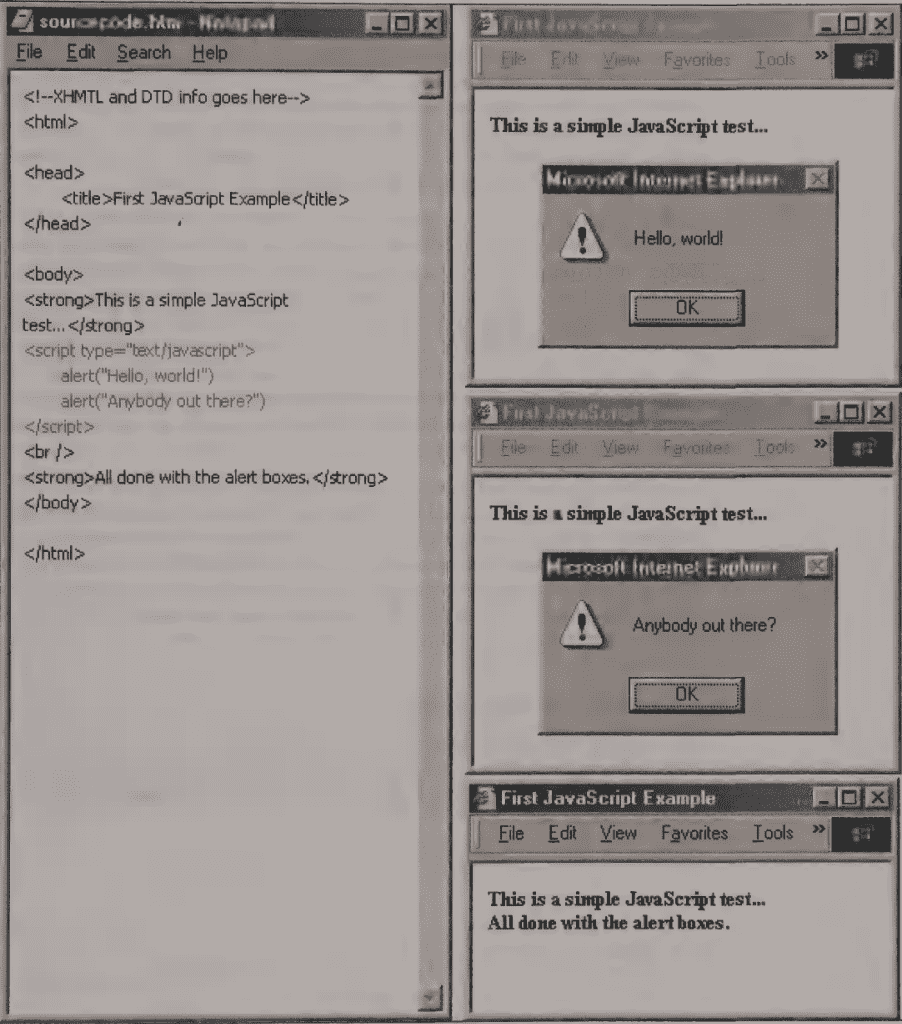 sourcecode.htm - Notepad
File Edit Search Help
<!--XHMTL and DTD info goes here-->
<html>
<head>
<title>First JavaScript Example</title>
</head>
<body>
<strong>This is a simple JavaScript
test...</strong>
<script type="text/javascript">
alert("Hello, world!")
alert("Anybody out there?")
</script>
<br />
<strong>All done with the alert boxes.</strong>
</body>
</html>
First JavaScript
File Edit View Favorites Tools »
This is a simple JavaScript test...
Microsoft Internet Explorer
Hello, world!
OK
First JavaScript
File Edit View Favorites Tools »
This is a simple JavaScript test...
Microsoft Internet Explorer
Anybody out there?
OK
First JavaScript Example
File Edit View Favorites Tools »
This is a simple JavaScript test...
All done with the alert boxes.